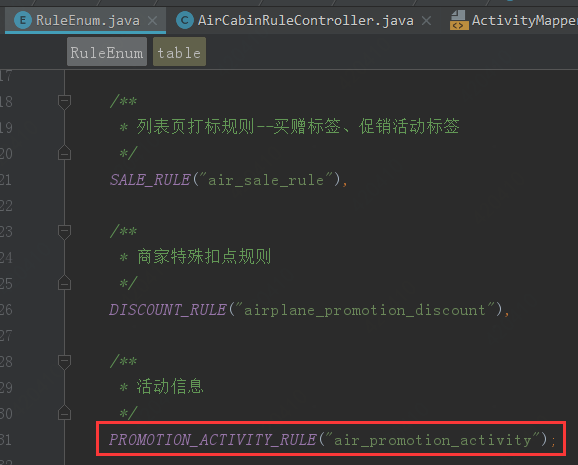 RuleEnum.java
AirCabinRuleController.java
ActivityMappe
RuleEnum
table
17
18 /**
19 * 列表页打标规则--买赠标签、促销活动标签
20 */
21 SALE_RULE("air_sale_rule"),
22
23 /**
24 * 商家特殊扣点规则
25 */
26 DISCOUNT_RULE("airplane_promotion_discount"),
27
28 /**
29 * 活动信息
30 */
31 PROMOTION_ACTIVITY_RULE("air_promotion_activity");